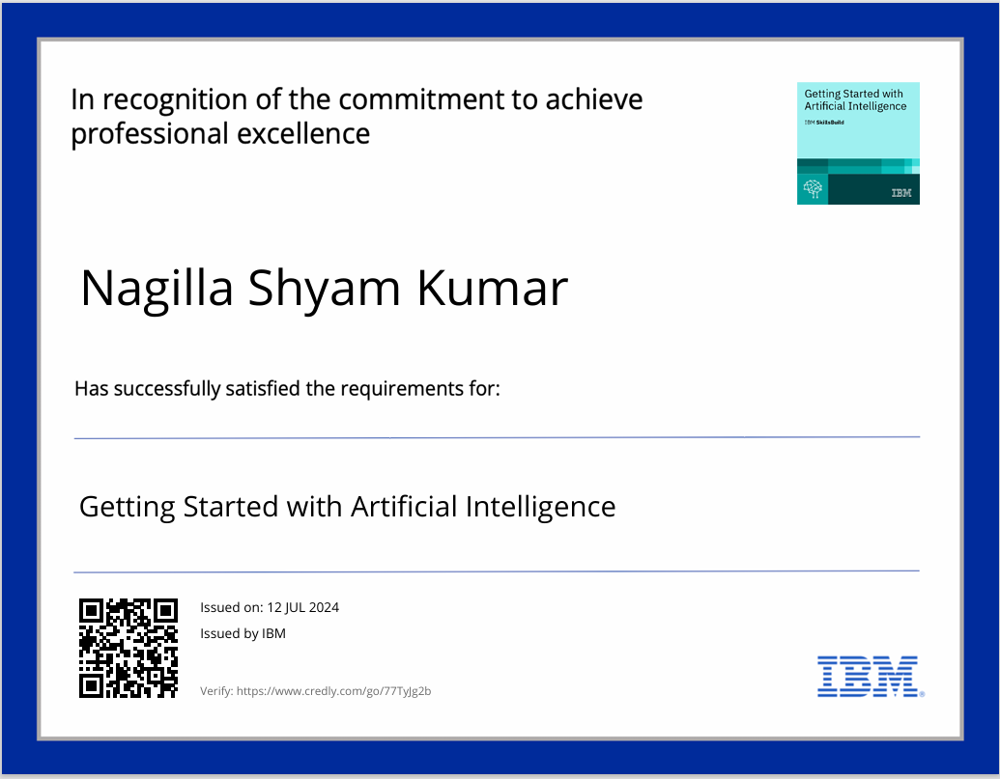 In recognition of the commitment to achieve
professional excellence
Getting Started with
Artificial Intelligence
IBM SkillsBuild
IBM
Nagilla Shyam Kumar
Has successfully satisfied the requirements for:
Getting Started with Artificial Intelligence
Issued on: 12 JUL 2024
Issued by IBM
Verify: https://www.credly.com/go/77TyJg2b
IBM®